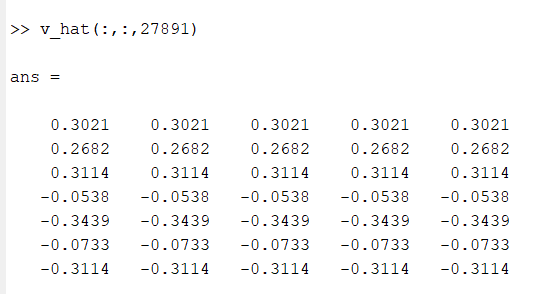 >> v_hat(:,:,27891)
ans =
0.3021 0.3021 0.3021 0.3021 0.3021
0.2682 0.2682 0.2682 0.2682 0.2682
0.3114 0.3114 0.3114 0.3114 0.3114
-0.0538 -0.0538 -0.0538 -0.0538 -0.0538
-0.3439 -0.3439 -0.3439 -0.3439 -0.3439
-0.0733 -0.0733 -0.0733 -0.0733 -0.0733
-0.3114 -0.3114 -0.3114 -0.3114 -0.3114